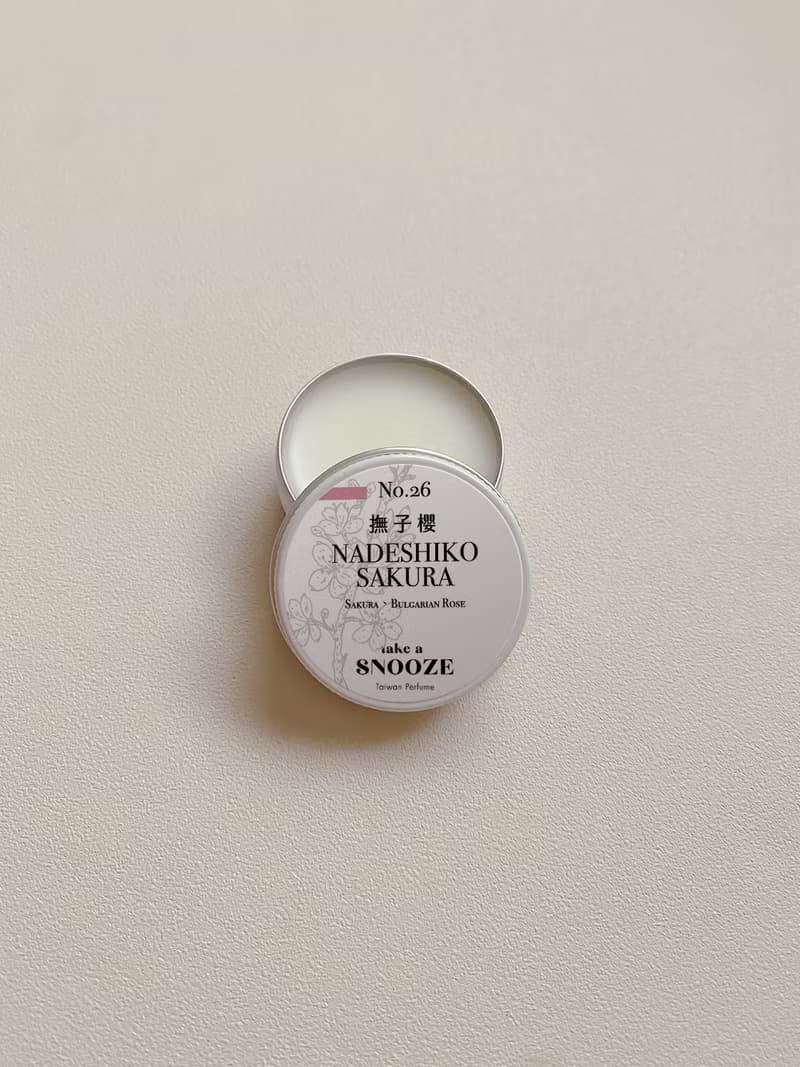 No.26
撫子櫻
NADESHIKO
SAKURA
SAKURA、BULGARIAN ROSE
take a
SNOOZE
Taiwan Perfume